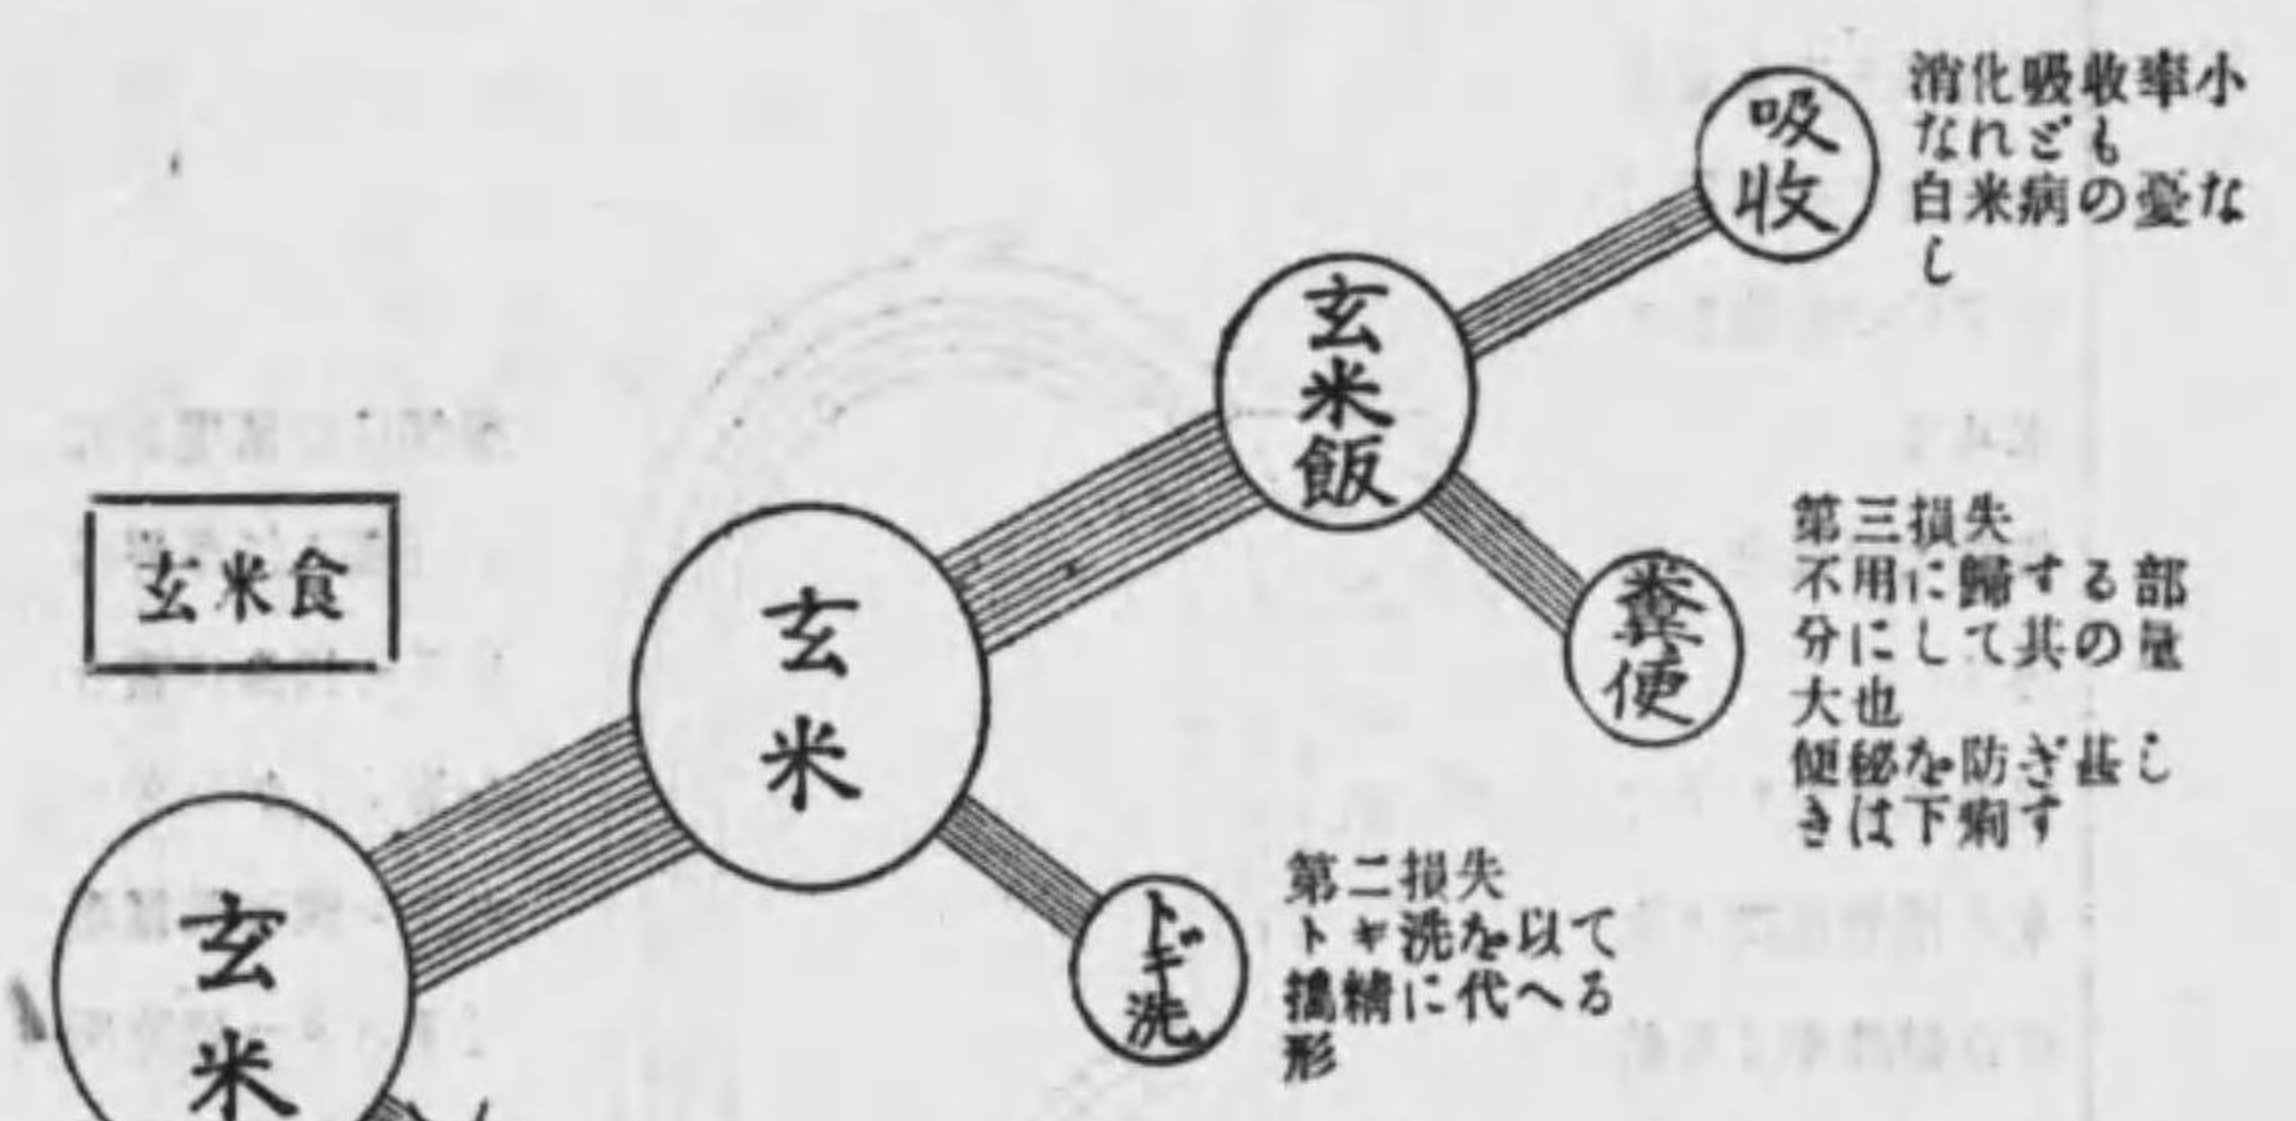 玄米食
玄米
玄米
玄米飯
吸收
消化吸收率小
なれども
白米病の憂な
し
糞便
第三損失
不用に歸する部
分にして其の量
大也
便秘を防ぎ甚し
きは下痢す
トギ洗
第二損失
トギ洗を以て
搗精に代へる
形